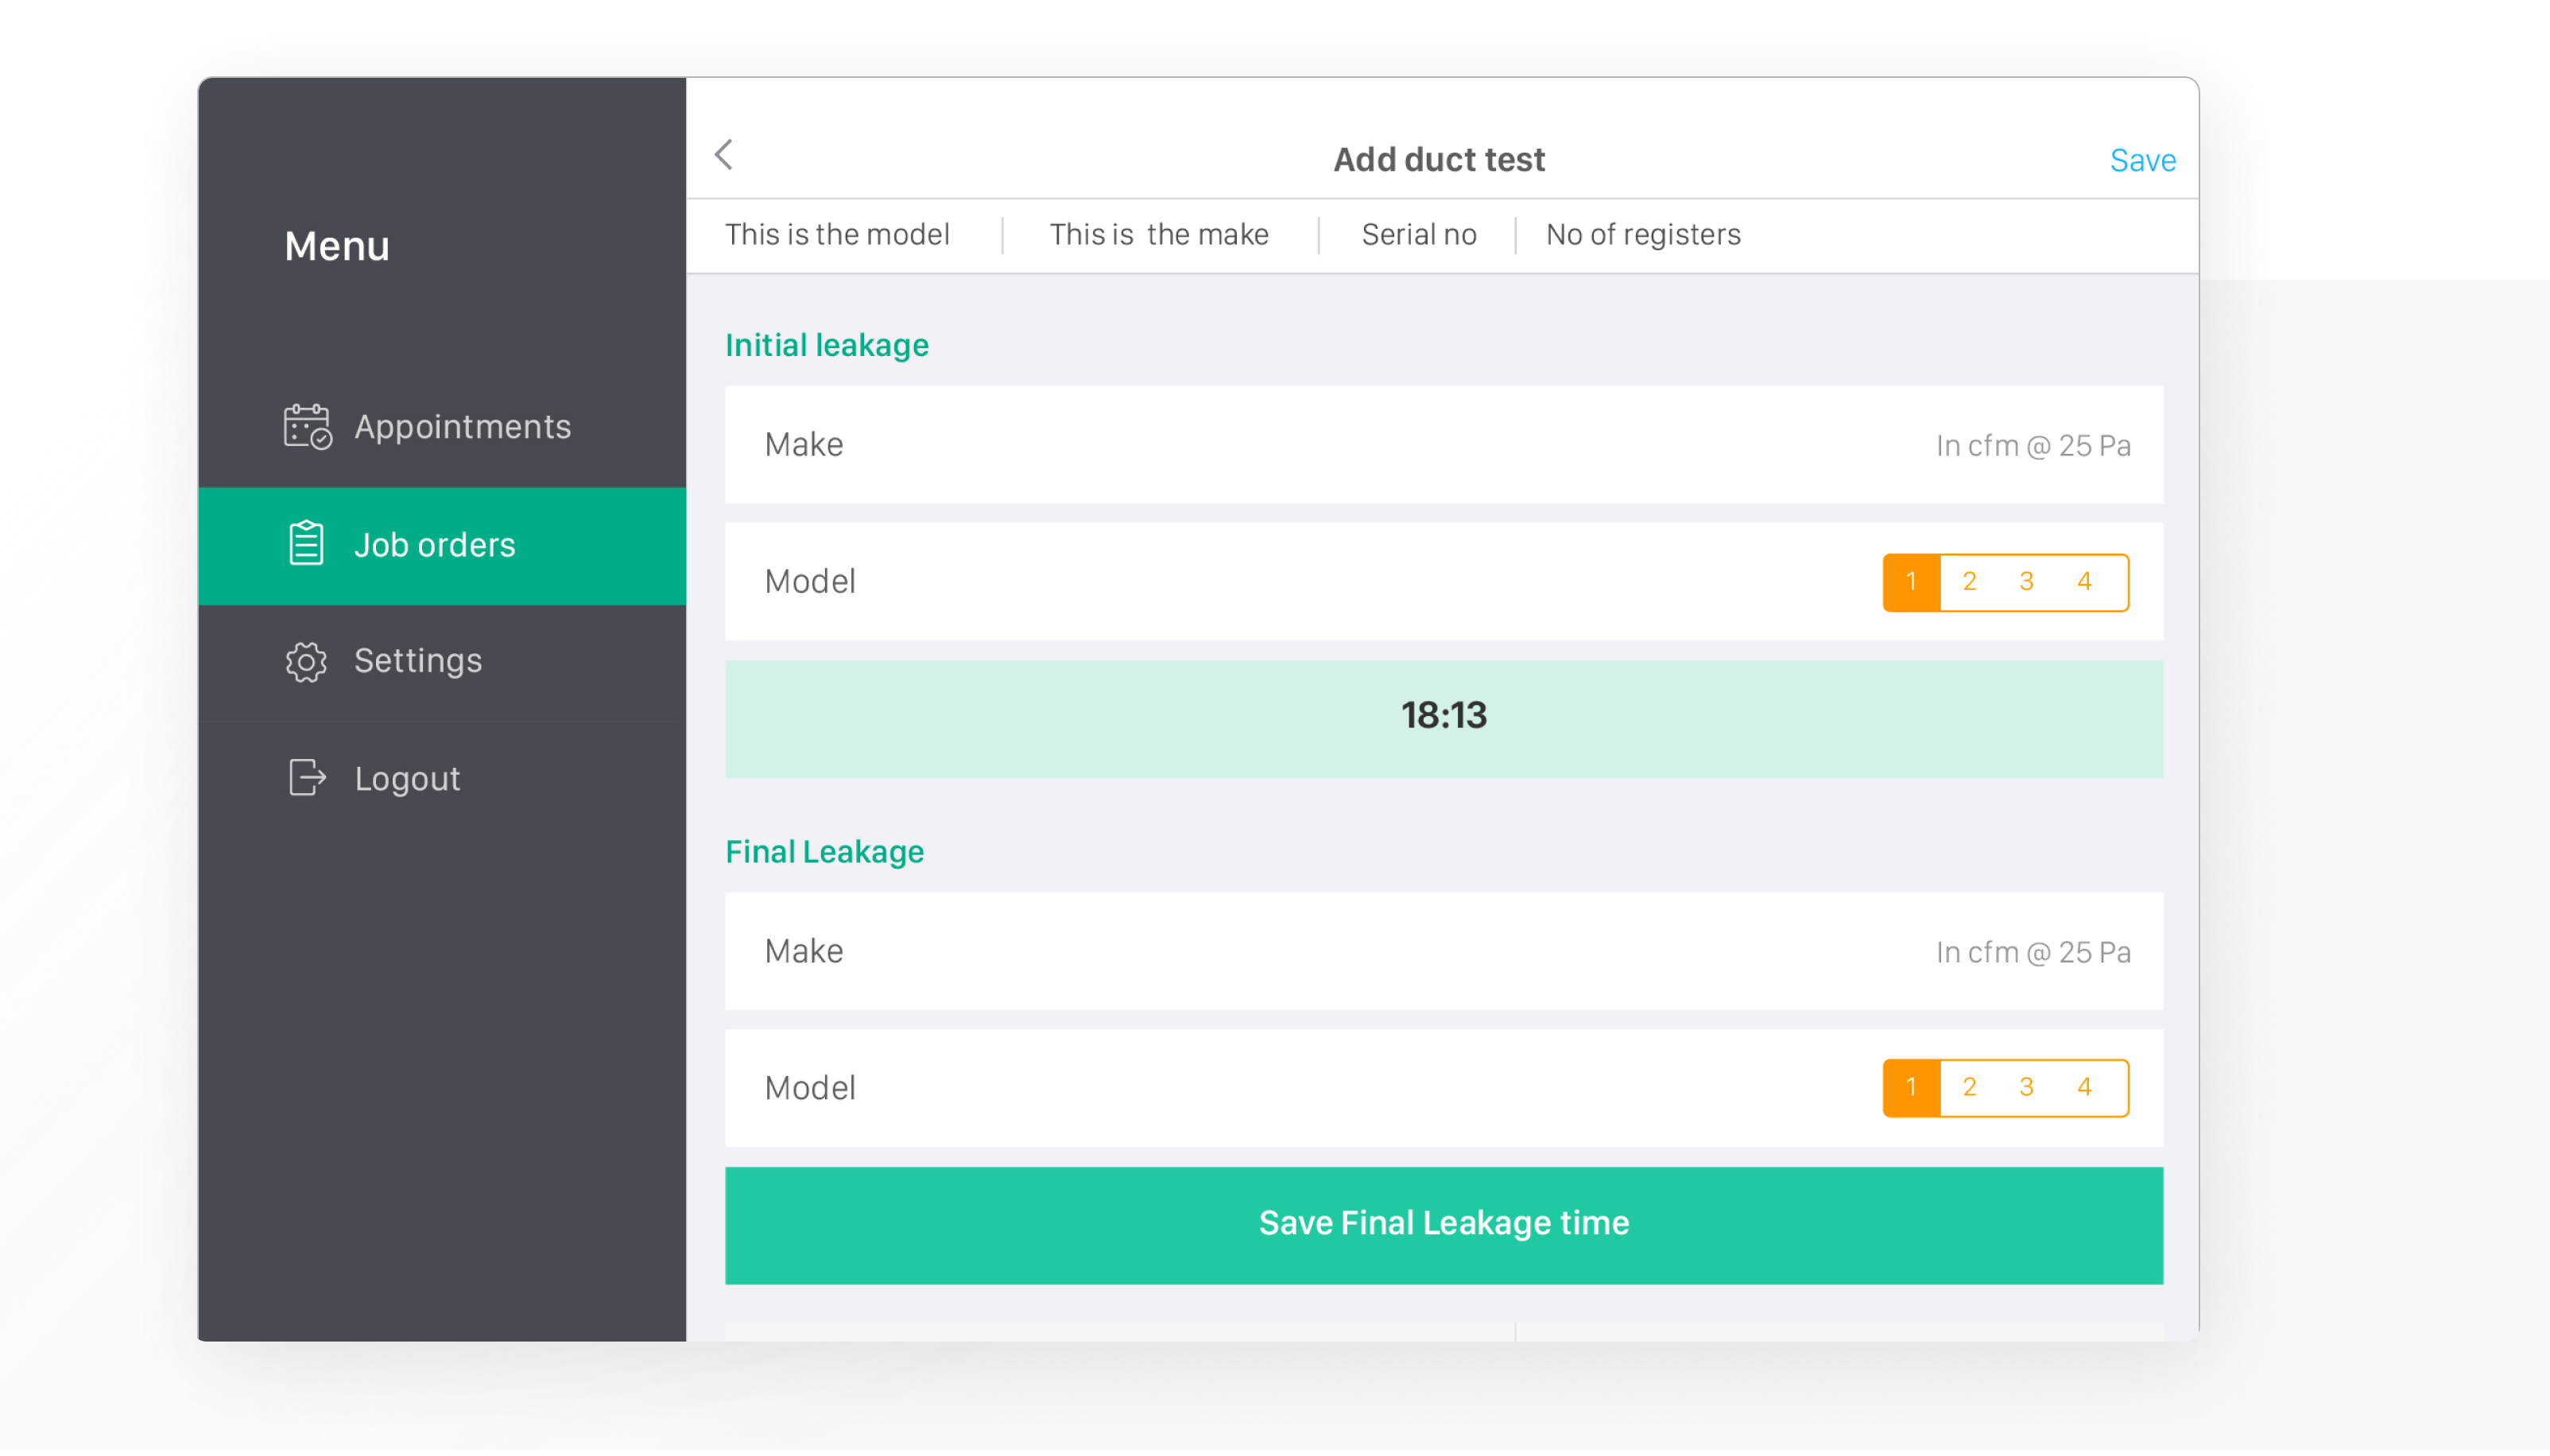 Menu
Appointments
Job orders
Settings
Logout
Add duct test
Save
This is the model
This is  the make
Serial no
No of registers
Initial leakage
Make
In cfm @ 25 Pa
Model
1 2 3 4
18:13
Final Leakage
Make
In cfm @ 25 Pa
Model
1 2 3 4
Save Final Leakage time